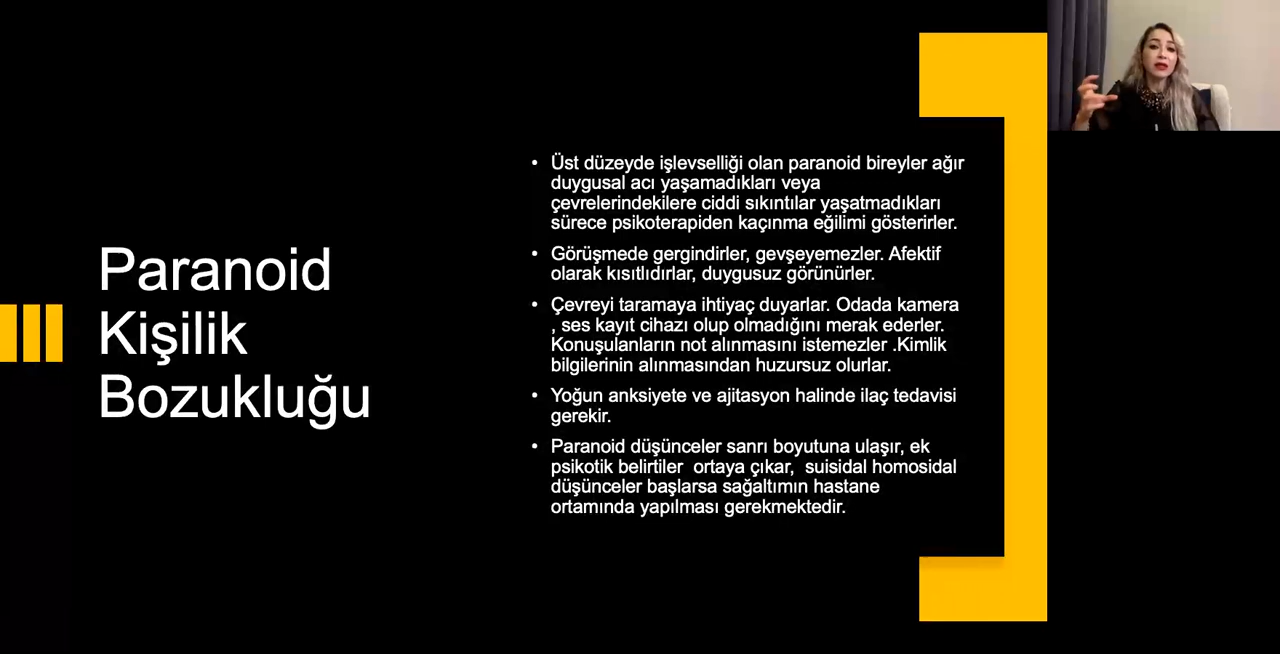 Paranoid
Kişilik
Bozukluğu
• Üst düzeyde işlevselliği olan paranoid bireyler ağır
duygusal acı yaşamadıkları veya
çevrelerindekilere ciddi sıkıntılar yaşatmadıkları
sürece psikoterapiden kaçınma eğilimi gösterirler.
• Görüşmede gergindirler, gevşeyemezler. Afektif
olarak kısıtlıdırlar, duygusuz görünürler.
• Çevreyi taramaya ihtiyaç duyarlar. Odada kamera
, ses kayıt cihazı olup olmadığını merak ederler.
Konuşulanların not alınmasını istemezler .Kimlik
bilgilerinin alınmasından huzursuz olurlar.
• Yoğun anksiyete ve ajitasyon halinde ilaç tedavisi
gerekir.
• Paranoid düşünceler sanrı boyutuna ulaşır, ek
psikotik belirtiler  ortaya çıkar,  suisidal homosidal
düşünceler başlarsa sağaltımın hastane
ortamında yapılması gerekmektedir.